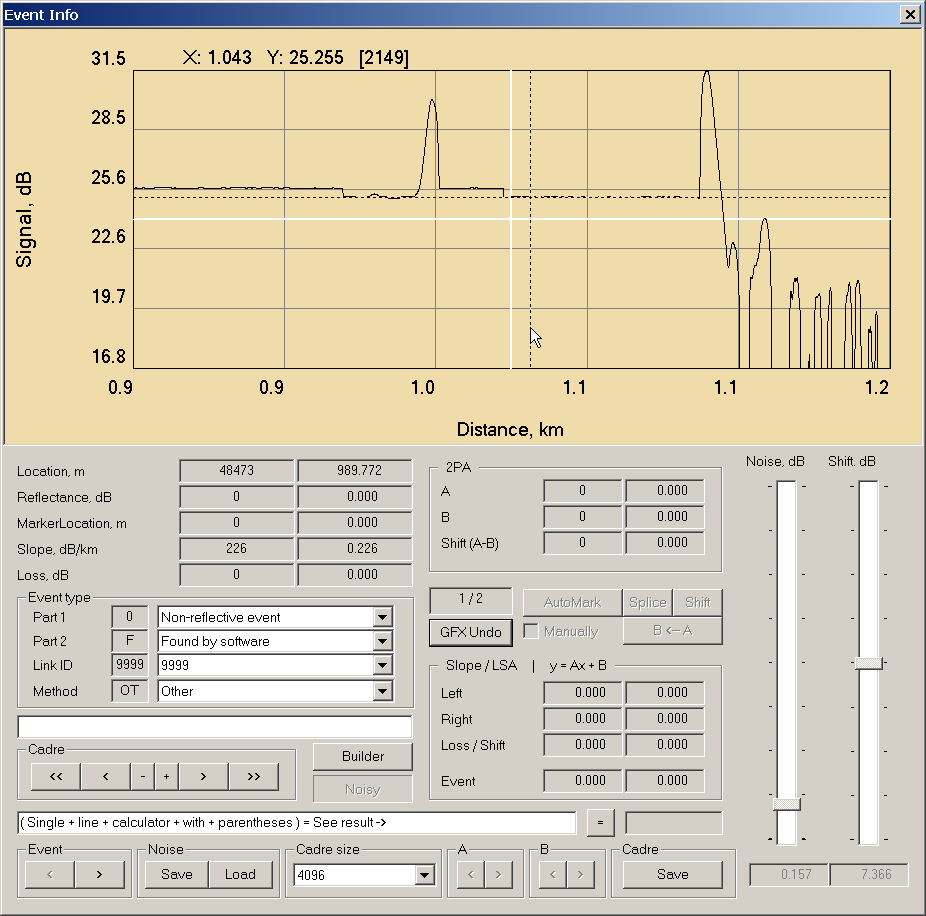 Event Info
X: 1.043 Y: 25.255 [2149]
31.5
28.5
25.6
22.6
19.7
16.8
Signal, dB
0.9 0.9 1.0 1.1 1.1 1.2
Distance, km
Location, m 48473 989.772
Reflectance, dB 0 0.000
MarkerLocation, m 0 0.000
Slope, dB/km 226 0.226
Loss, dB 0 0.000
Event type
Part 1 0 Non-reflective event
Part 2 F Found by software
Link ID 9999 9999
Method OT Other
Cadre
<< < - + > >>
Builder
Noisy
2PA
A 0 0.000
B 0 0.000
Shift (A-B) 0 0.000
1 / 2 AutoMark Splice Shift
GFX Undo Manually B <-- A
Slope / LSA | y = Ax + B
Left 0.000 0.000
Right 0.000 0.000
Loss / Shift 0.000 0.000
Event 0.000 0.000
Noise, dB Shift. dB
0.157 7.366
( Single + line + calculator + with + parentheses ) = See result -> =
Event
< >
Noise
Save Load
Cadre size
4096
A
< >
B
< >
Cadre
Save